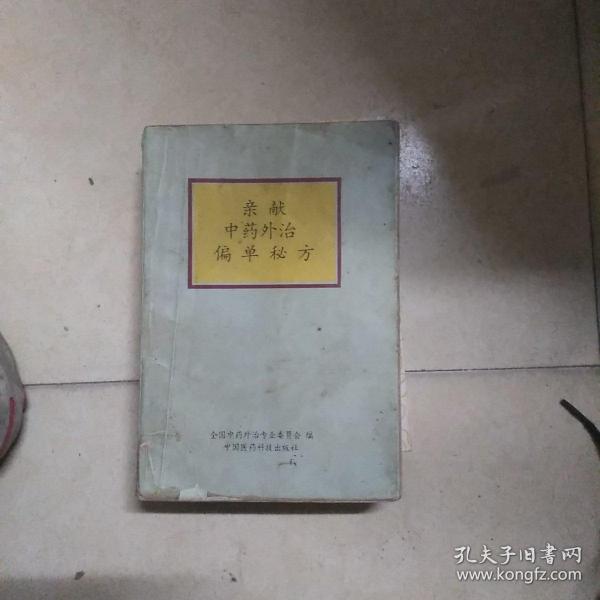 亲献
中药外治
偏单秘方
全国中药外治专业委员会 编
中国医药科技出版社
孔夫子旧书网
www.kongfz.com